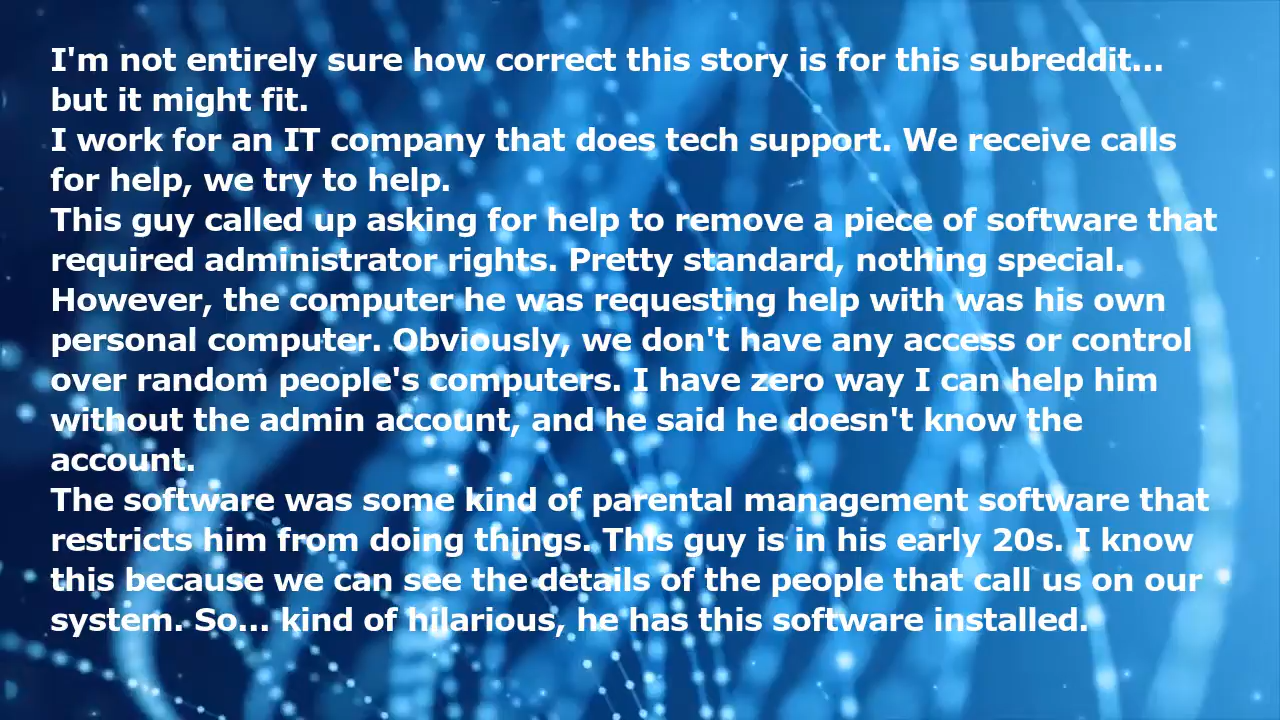 I'm not entirely sure how correct this story is for this subreddit...
but it might fit.
I work for an IT company that does tech support. We receive calls
for help, we try to help.
This guy called up asking for help to remove a piece of software that
required administrator rights. Pretty standard, nothing special.
However, the computer he was requesting help with was his own
personal computer. Obviously, we don't have any access or control
over random people's computers. I have zero way I can help him
without the admin account, and he said he doesn't know the
account.
The software was some kind of parental management software that
restricts him from doing things. This guy is in his early 20s. I know
this because we can see the details of the people that call us on our
system. So... kind of hilarious, he has this software installed.